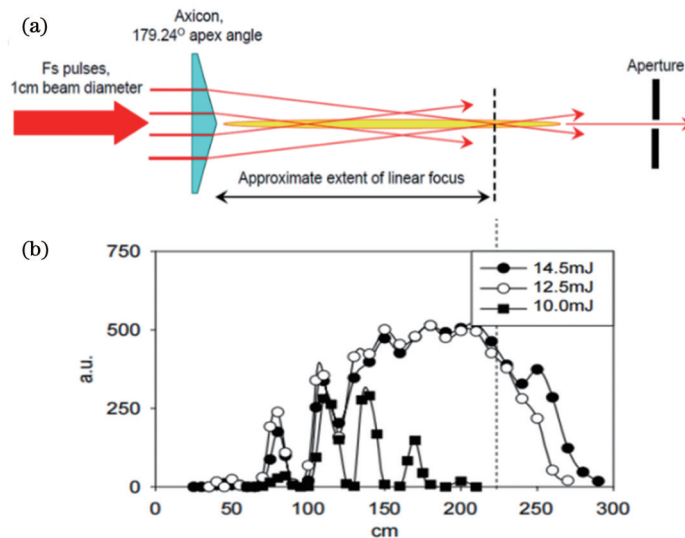 (a)
Axicon,
179.24° apex angle
Fs pulses,
1cm beam diameter
Aperture
Approximate extent of linear focus
(b)
750
500
250
0
a.u.
14.5mJ
12.5mJ
10.0mJ
0 50 100 150 200 250 300
cm